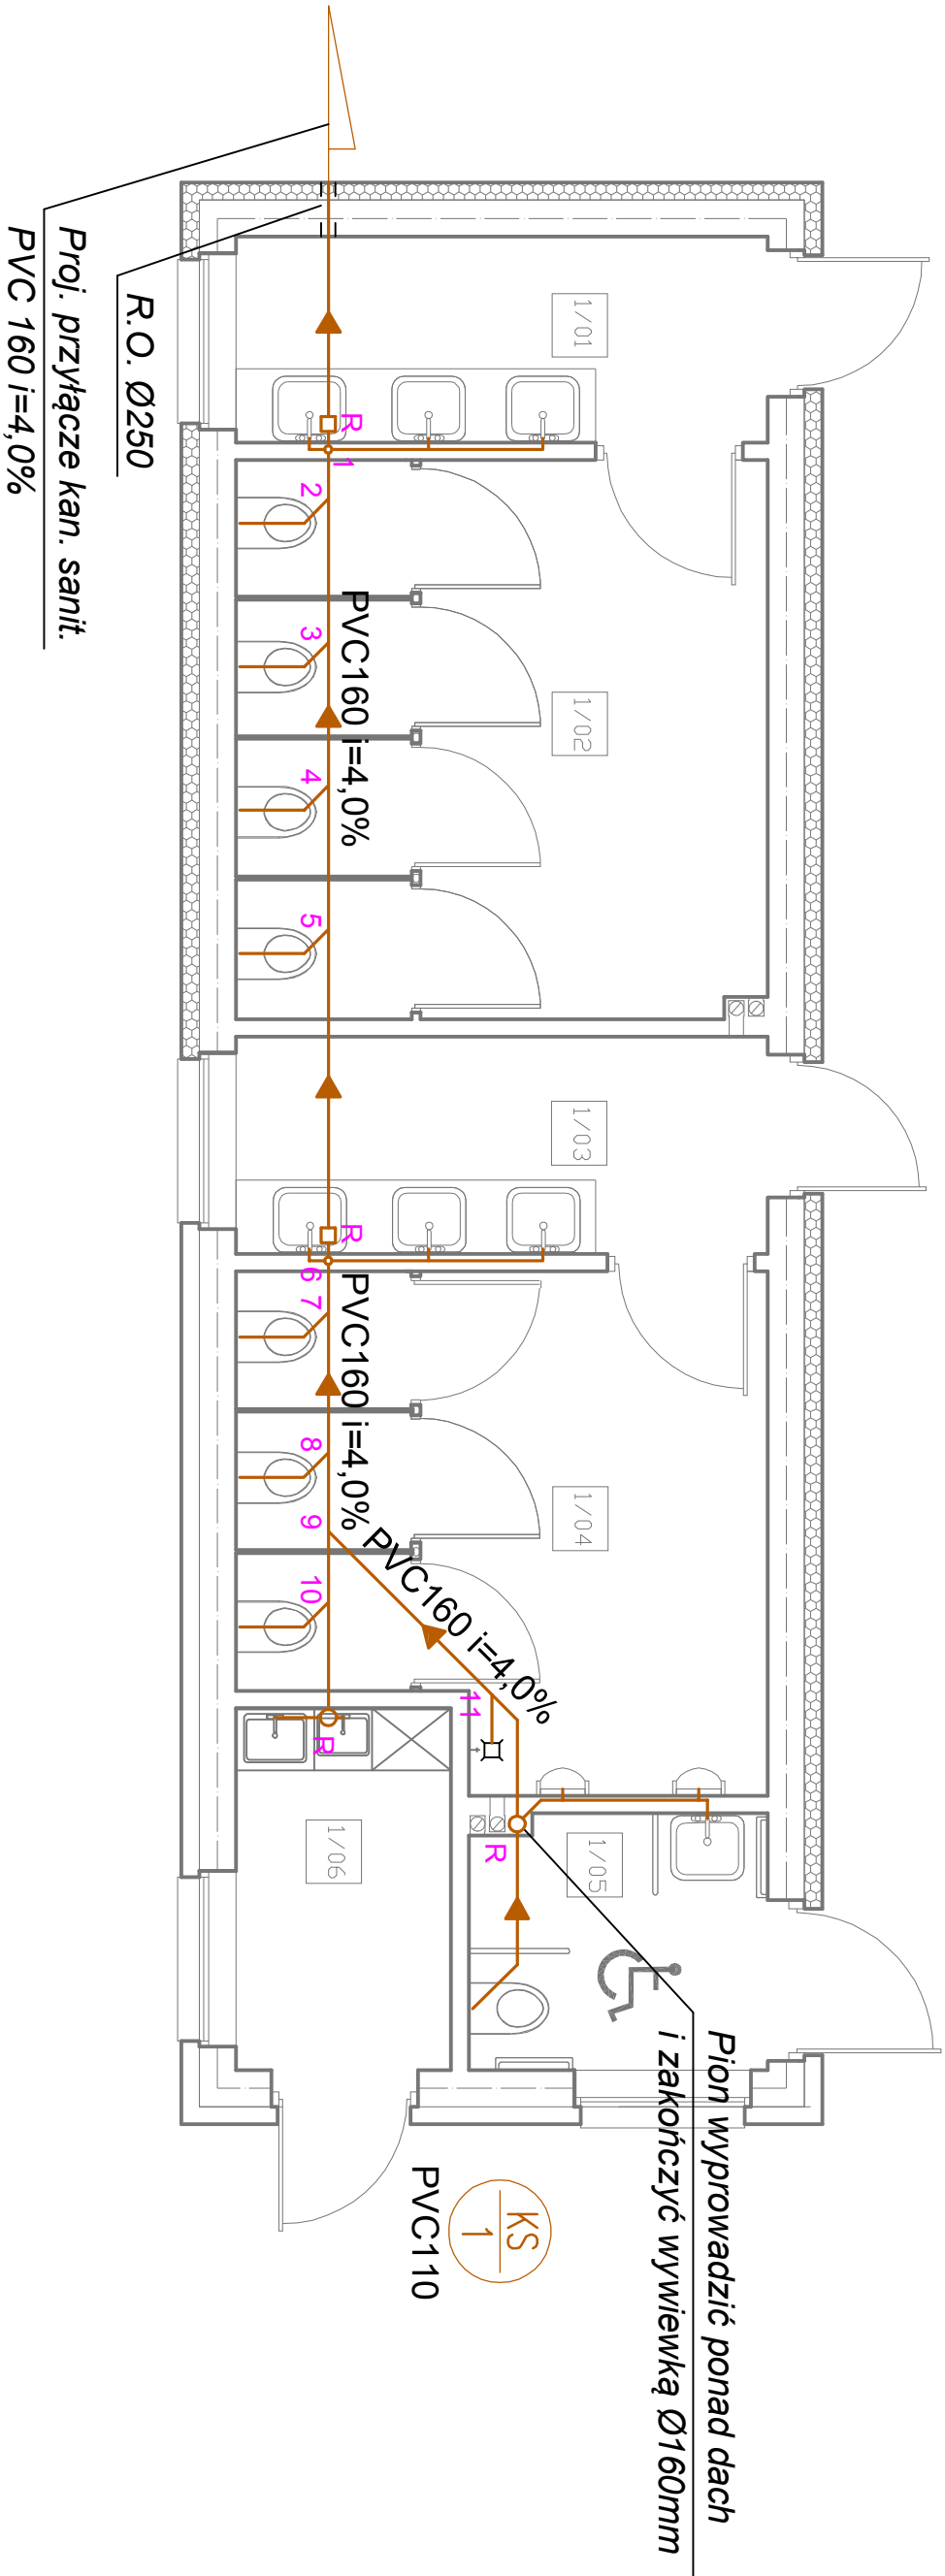 Pion wyprowadzić ponad dach
i zakończyć wywiewką Ø160mm
KS
1
PVC110
1/01
1/02
1/03
1/04
1/05
1/06
R
1
2
3
4
5
PVC160 i=4,0%
R
6
7
8
9
10
PVC160 i=4,0%
PVC160 i=4,0%
11
R
R
R.O. Ø250
Proj. przyłącze kan. sanit.
PVC 160 i=4,0%